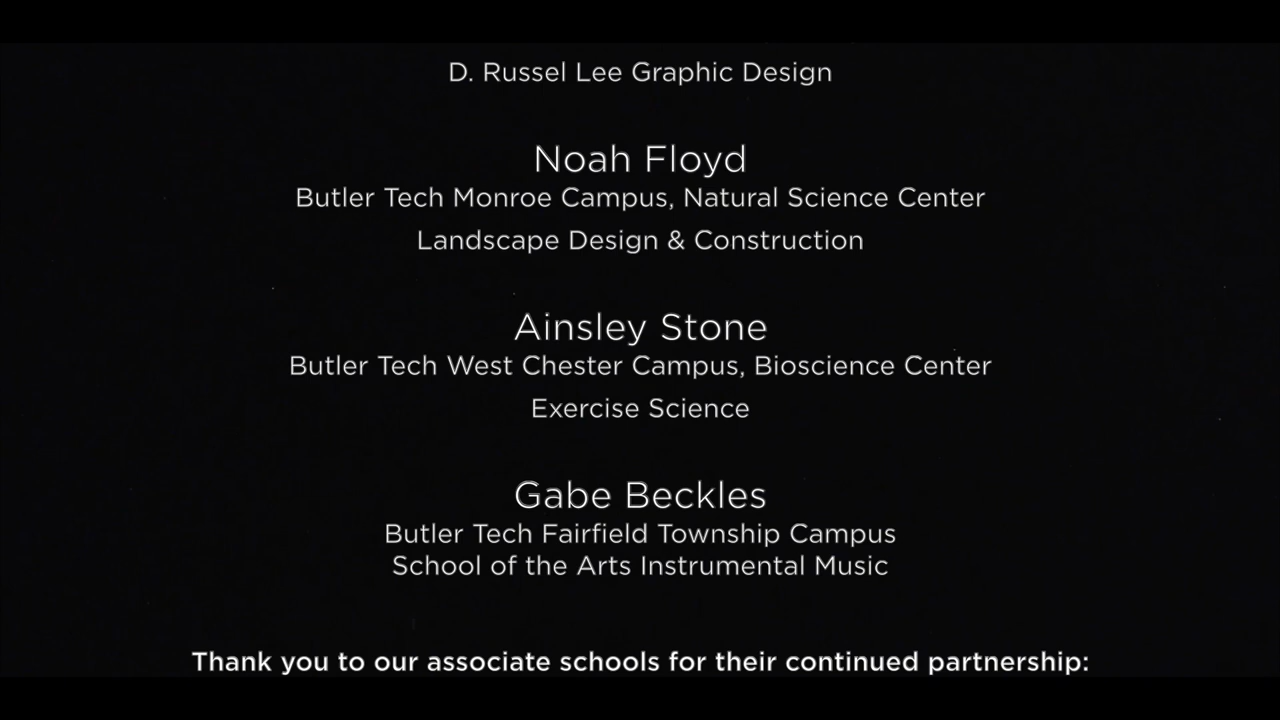 D. Russel Lee Graphic Design
Noah Floyd
Butler Tech Monroe Campus, Natural Science Center
Landscape Design & Construction
Ainsley Stone
Butler Tech West Chester Campus, Bioscience Center
Exercise Science
Gabe Beckles
Butler Tech Fairfield Township Campus
School of the Arts Instrumental Music
Thank you to our associate schools for their continued partnership: